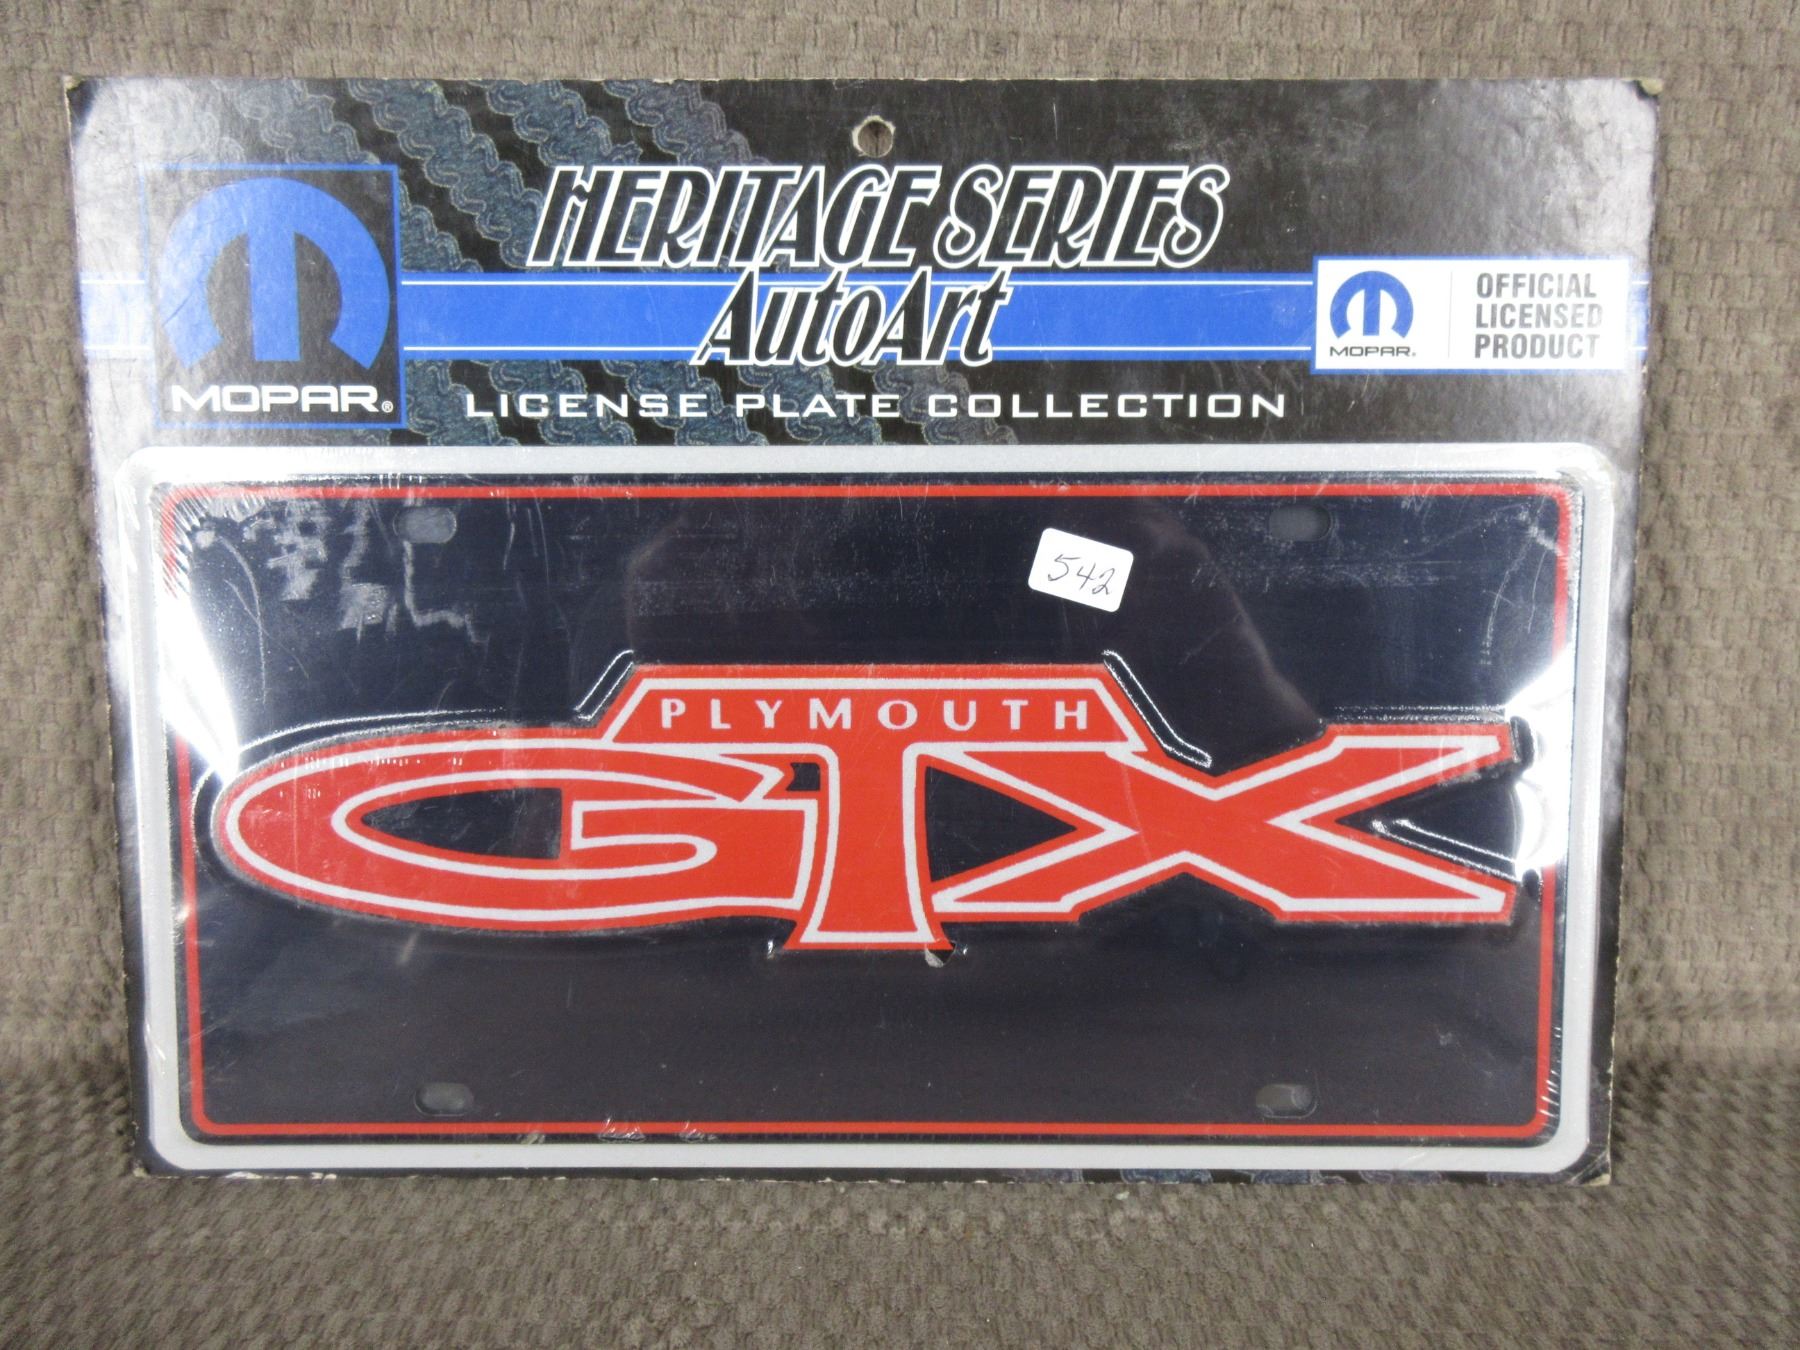 HERITAGE SERIES
AutoArt
MOPAR®
LICENSE PLATE COLLECTION
MOPAR®
OFFICIAL
LICENSED
PRODUCT
542
PLYMOUTH
GTX